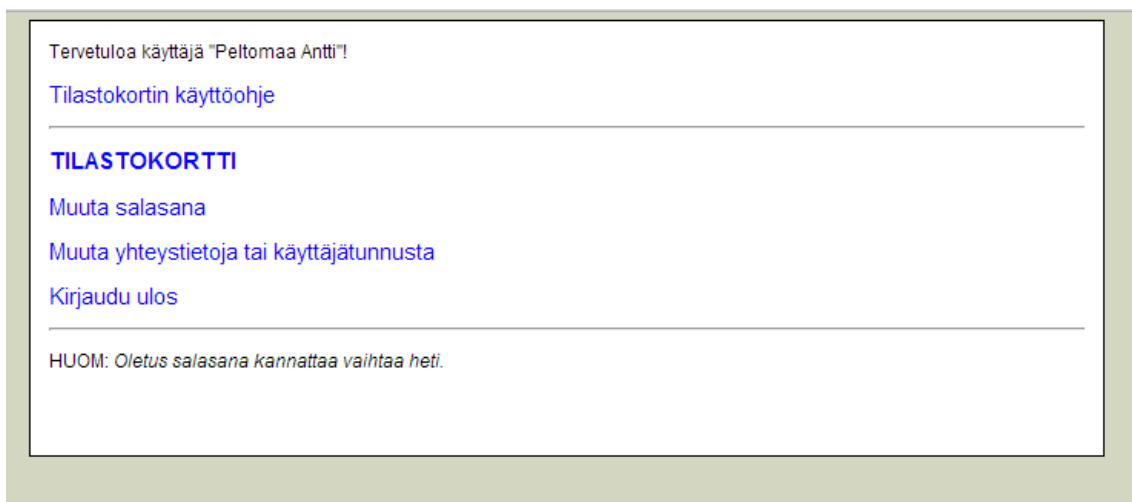 Tervetuloa käyttäjä "Peltomaa Antti"!
Tilastokortin käyttöohje
TILASTOKORTTI
Muuta salasana
Muuta yhteystietoja tai käyttäjätunnusta
Kirjaudu ulos
HUOM: Oletus salasana kannattaa vaihtaa heti.